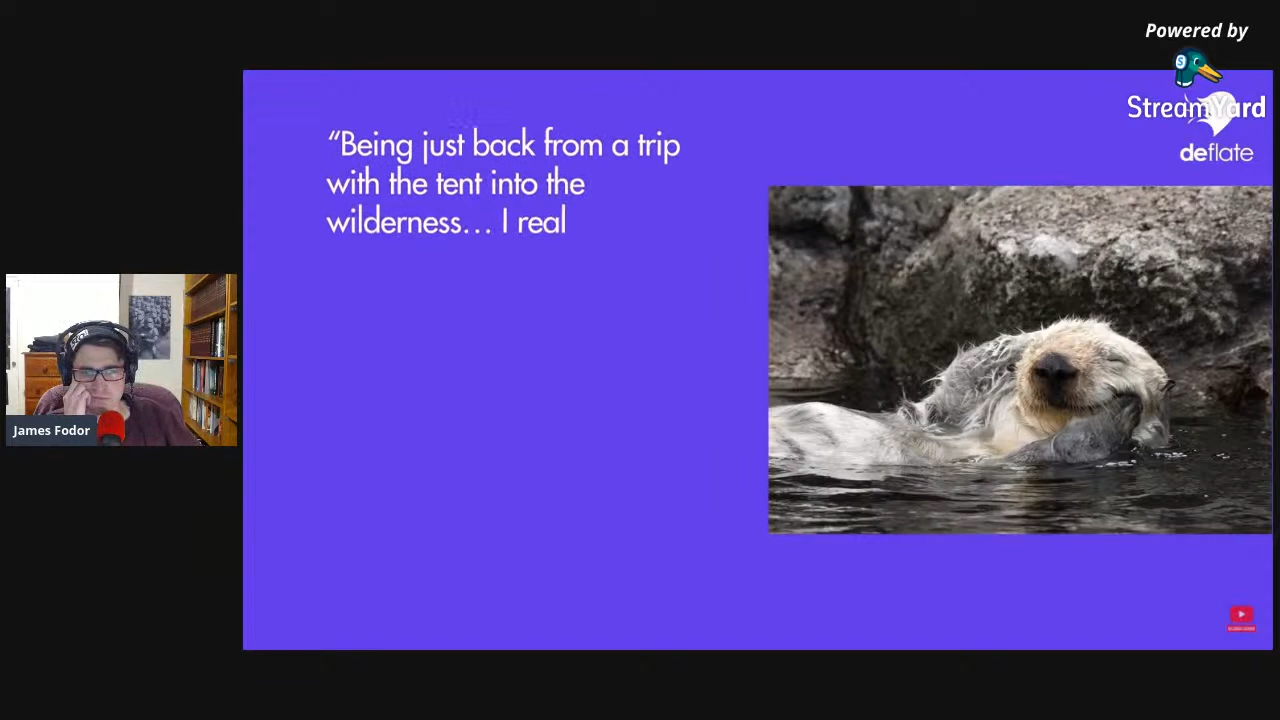 Powered by
StreamYard
deflate
“Being just back from a trip
with the tent into the
wilderness… I real
James Fodor